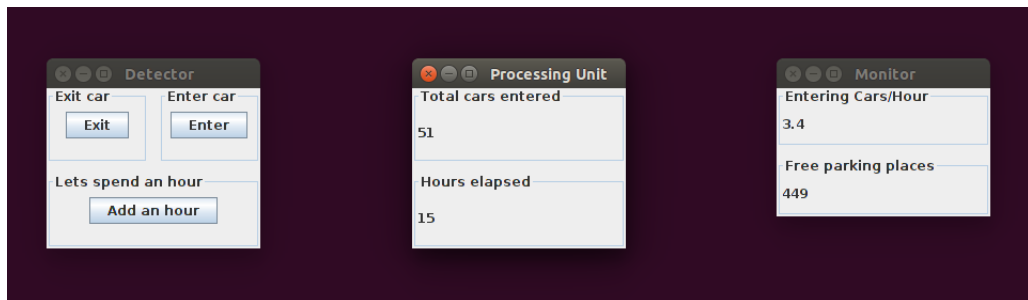 Detector
Exit car
Enter car
Exit
Enter
Lets spend an hour
Add an hour
Processing Unit
Total cars entered
51
Hours elapsed
15
Monitor
Entering Cars/Hour
3.4
Free parking places
449